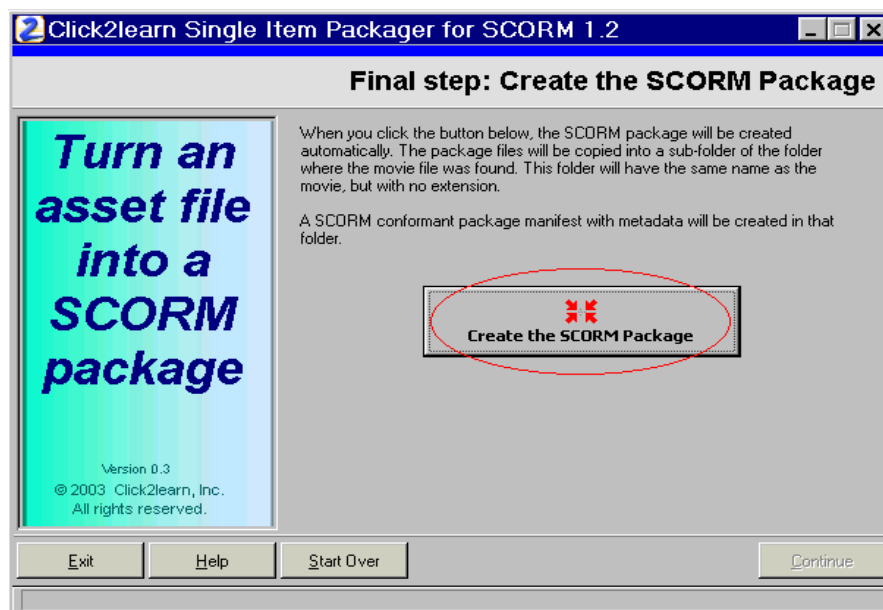 Click2learn Single Item Packager for SCORM 1.2
Final step: Create the SCORM Package
Turn an
asset file
into a
SCORM
package
Version 0.3
© 2003 Click2learn, Inc.
All rights reserved.
When you click the button below, the SCORM package will be created
automatically. The package files will be copied into a sub-folder of the folder
where the movie file was found. This folder will have the same name as the
movie, but with no extension.
A SCORM conformant package manifest with metadata will be created in that
folder.
Create the SCORM Package
Exit
Help
Start Over
Continue